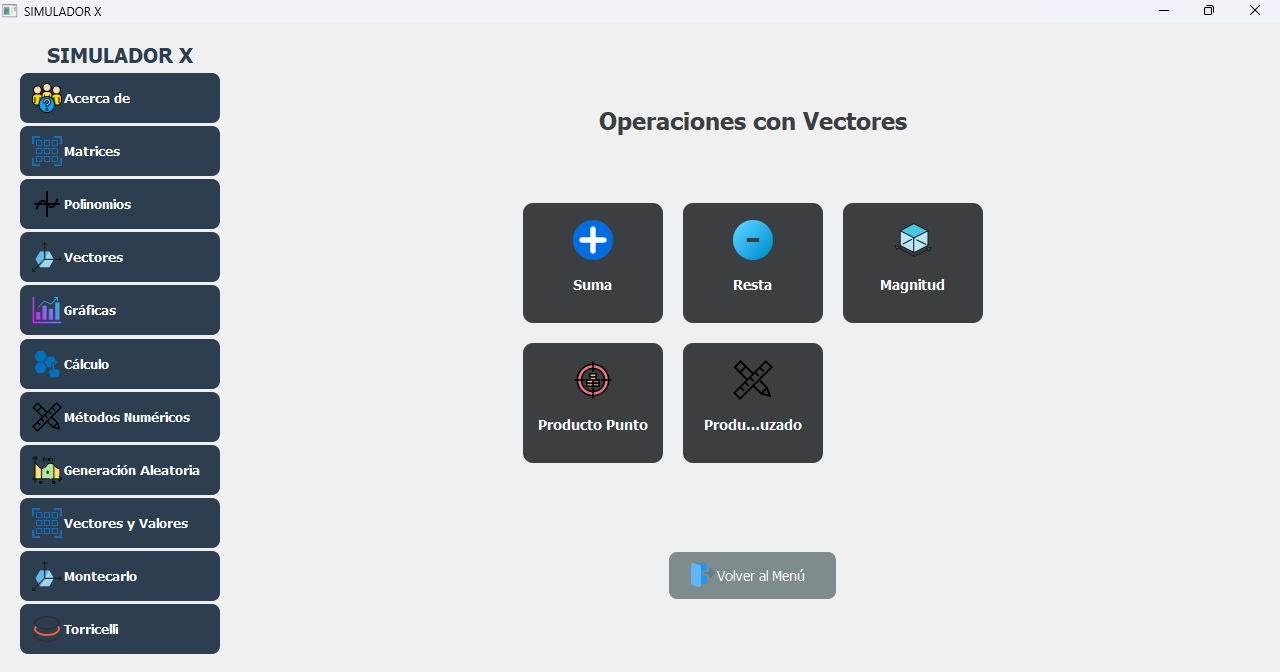 SIMULADOR X
SIMULADOR X
Acerca de
Matrices
Polinomios
Vectores
Gráficas
Cálculo
Métodos Numéricos
Generación Aleatoria
Vectores y Valores
Montecarlo
Torricelli
Operaciones con Vectores
Suma
Resta
Magnitud
Producto Punto
Produ...uzado
Volver al Menú